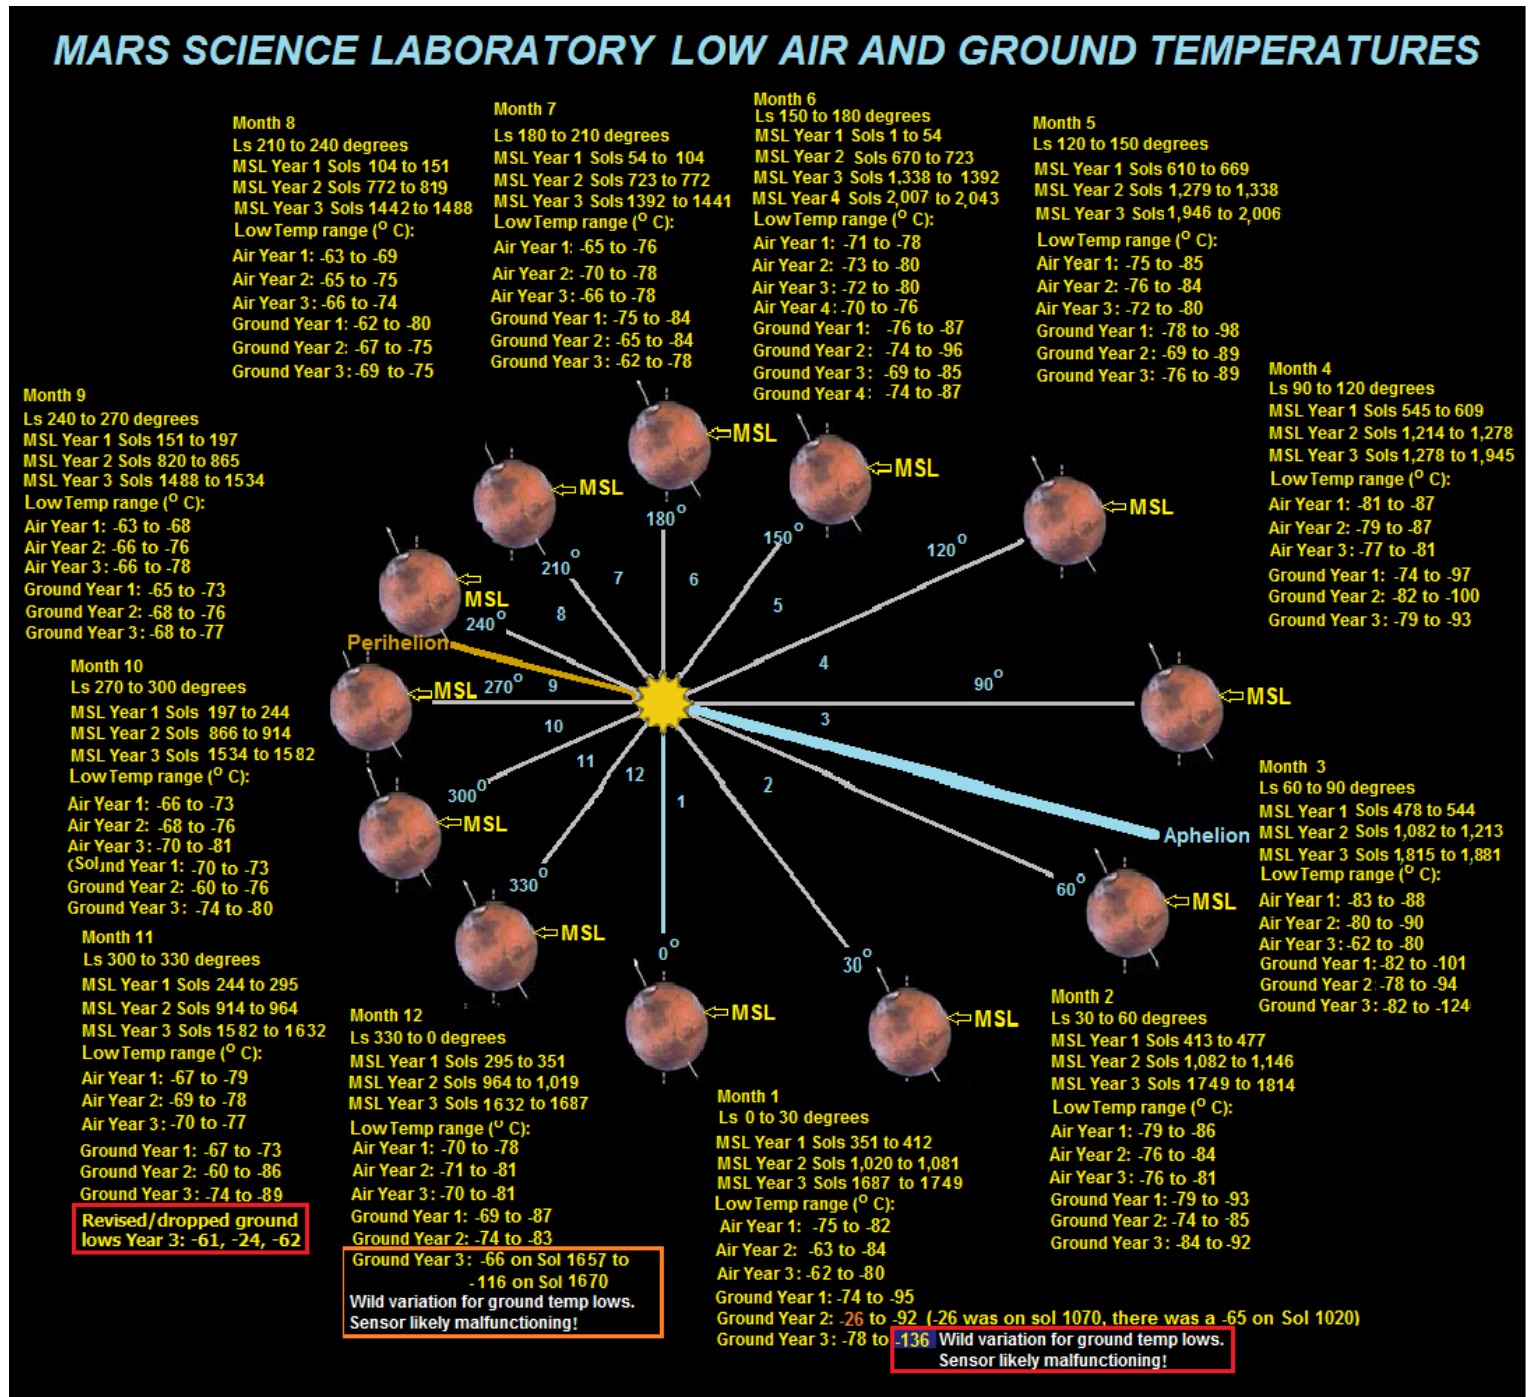 MARS SCIENCE LABORATORY LOW AIR AND GROUND TEMPERATURES
Month 8
Ls 210 to 240 degrees
MSL Year 1 Sols 104 to 151
MSL Year 2 Sols 772 to 819
MSL Year 3 Sols 1442 to 1488
Low Temp range (O C):
Air Year 1: -63 to -69
Air Year 2: -65 to -75
Air Year 3: -66 to -74
Ground Year 1: -62 to -80
Ground Year 2: -67 to -75
Ground Year 3: -69 to -75
Month 7
Ls 180 to 210 degrees
MSL Year 1 Sols 54 to 104
MSL Year 2 Sols 723 to 772
MSL Year 3 Sols 1392 to 1441
Low Temp range (O C):
Air Year 1: -65 to -76
Air Year 2: -70 to -78
Air Year 3: -66 to -78
Ground Year 1: -75 to -84
Ground Year 2: -65 to -84
Ground Year 3: -62 to -78
Month 6
Ls 150 to 180 degrees
MSL Year 1 Sols 1 to 54
MSL Year 2 Sols 670 to 723
MSL Year 3 Sols 1,338 to 1392
MSL Year 4 Sols 2,007 to 2,043
Low Temp range (O C):
Air Year 1: -71 to -78
Air Year 2: -73 to -80
Air Year 3: -72 to -80
Air Year 4: -70 to -76
Ground Year 1: -76 to -87
Ground Year 2: -74 to -96
Ground Year 3: -69 to -85
Ground Year 4: -74 to -87
Month 5
Ls 120 to 150 degrees
MSL Year 1 Sols 610 to 669
MSL Year 2 Sols 1,279 to 1,338
MSL Year 3 Sols 1,946 to 2,006
Low Temp range (O C):
Air Year 1: -75 to -85
Air Year 2: -76 to -84
Air Year 3: -72 to -80
Ground Year 1: -78 to -98
Ground Year 2: -69 to -89
Ground Year 3: -76 to -89
Month 4
Ls 90 to 120 degrees
MSL Year 1 Sols 545 to 609
MSL Year 2 Sols 1,214 to 1,278
MSL Year 3 Sols 1,278 to 1,945
Low Temp range (O C):
Air Year 1: -81 to -87
Air Year 2: -79 to -87
Air Year 3: -77 to -81
Ground Year 1: -74 to -97
Ground Year 2: -82 to -100
Ground Year 3: -79 to -93
Month 9
Ls 240 to 270 degrees
MSL Year 1 Sols 151 to 197
MSL Year 2 Sols 820 to 865
MSL Year 3 Sols 1488 to 1534
Low Temp range (O C):
Air Year 1: -63 to -68
Air Year 2: -66 to -76
Air Year 3: -66 to -78
Ground Year 1: -65 to -73
Ground Year 2: -68 to -76
Ground Year 3: -68 to -77
MSL
MSL
MSL
MSL
MSL
180O
150O
120O
210O
7
6
5
8
240O
Perihelion
4
MSL
270O
9
90O
MSL
10
3
11
12
1
2
300O
MSL
Aphelion
330O
60O
MSL
MSL
0O
30O
MSL
MSL
Month 10
Ls 270 to 300 degrees
MSL Year 1 Sols 197 to 244
MSL Year 2 Sols 866 to 914
MSL Year 3 Sols 1534 to 1582
Low Temp range (O C):
Air Year 1: -66 to -73
Air Year 2: -68 to -76
Air Year 3: -70 to -81
(Sol)nd Year 1: -70 to -73
Ground Year 2: -60 to -76
Ground Year 3: -74 to -80
Month 3
Ls 60 to 90 degrees
MSL Year 1 Sols 478 to 544
MSL Year 2 Sols 1,082 to 1,213
MSL Year 3 Sols 1,815 to 1,881
Low Temp range (O C):
Air Year 1: -83 to -88
Air Year 2: -80 to -90
Air Year 3: -62 to -80
Ground Year 1: -82 to -101
Ground Year 2: -78 to -94
Ground Year 3: -82 to -124
Month 11
Ls 300 to 330 degrees
MSL Year 1 Sols 244 to 295
MSL Year 2 Sols 914 to 964
MSL Year 3 Sols 1582 to 1632
Low Temp range (O C):
Air Year 1: -67 to -79
Air Year 2: -69 to -78
Air Year 3: -70 to -77
Ground Year 1: -67 to -73
Ground Year 2: -60 to -86
Ground Year 3: -74 to -89
Revised/dropped ground
lows Year 3: -61, -24, -62
Month 12
Ls 330 to 0 degrees
MSL Year 1 Sols 295 to 351
MSL Year 2 Sols 964 to 1,019
MSL Year 3 Sols 1632 to 1687
Low Temp range (O C):
Air Year 1: -70 to -78
Air Year 2: -71 to -81
Air Year 3: -70 to -81
Ground Year 1: -69 to -87
Ground Year 2: -74 to -83
Ground Year 3: -66 on Sol 1657 to
-116 on Sol 1670
Wild variation for ground temp lows.
Sensor likely malfunctioning!
Month 1
Ls 0 to 30 degrees
MSL Year 1 Sols 351 to 412
MSL Year 2 Sols 1,020 to 1,081
MSL Year 3 Sols 1687 to 1749
Low Temp range (O C):
Air Year 1: -75 to -82
Air Year 2: -63 to -84
Air Year 3: -62 to -80
Ground Year 1: -74 to -95
Ground Year 2: -26 to -92 (-26 was on sol 1070, there was a -65 on Sol 1020)
Ground Year 3: -78 to -136 Wild variation for ground temp lows.
Sensor likely malfunctioning!
Month 2
Ls 30 to 60 degrees
MSL Year 1 Sols 413 to 477
MSL Year 2 Sols 1,082 to 1,146
MSL Year 3 Sols 1749 to 1814
Low Temp range (O C):
Air Year 1: -79 to -86
Air Year 2: -76 to -84
Air Year 3: -76 to -81
Ground Year 1: -79 to -93
Ground Year 2: -74 to -85
Ground Year 3: -84 to -92